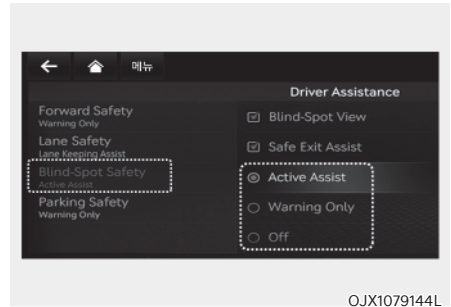 메뉴
Driver Assistance
Forward Safety
Warning Only
Lane Safety
Lane Keeping Assist
Blind-Spot Safety
Active Assist
Parking Safety
Warning Only
Blind-Spot View
Safe Exit Assist
Active Assist
Warning Only
Off
OJX1079144L